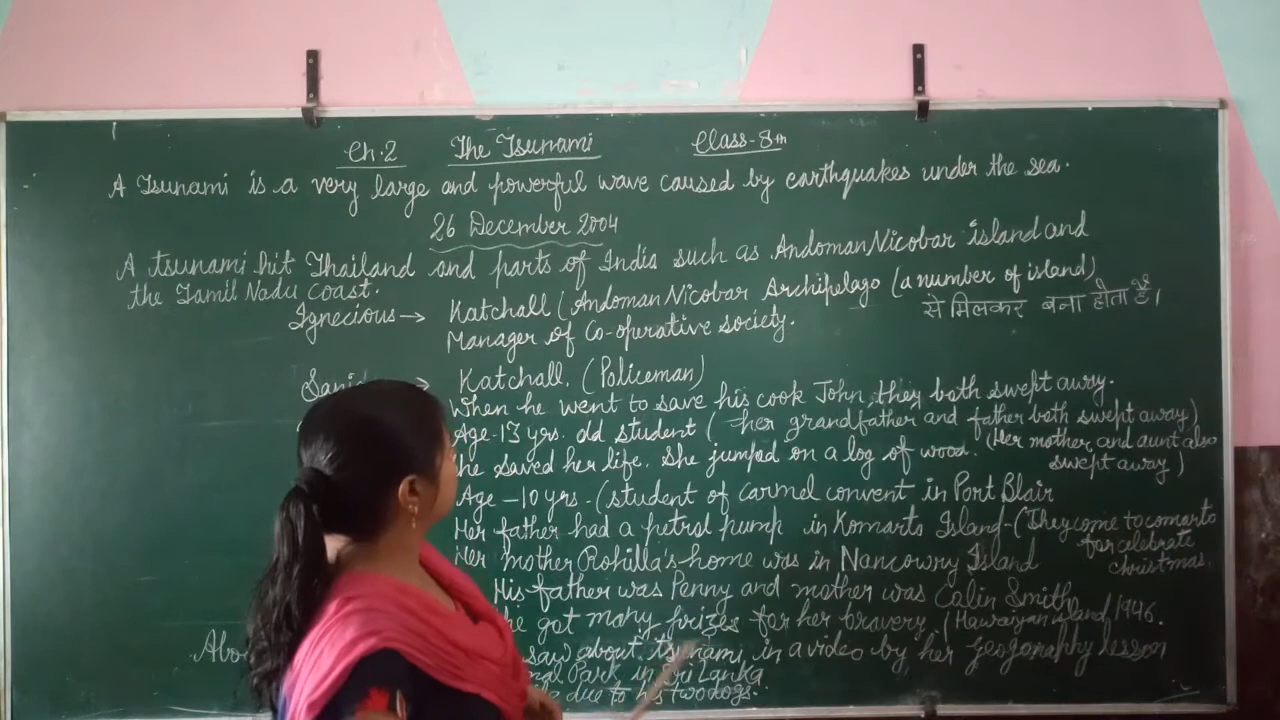 Ch.2 The Tsunami Class-8th
A Tsunami is a very large and powerful wave caused by earthquakes under the sea.
26 December 2004
A tsunami hit Thailand and parts of India such as Andoman Nicobar island and
the Tamil Nadu Coast.
Ignecious → Katchall (Andoman Nicobar Archipelago (a number of island)
से मिलकर बना होता है।
Manager of Co-operative society.
→ Katchall. (Policeman)
When he went to save his cook John, they both swept away.
Age-13 yrs. old student ( her grandfather and father both swept away)
she saved her life. She jumped on a log of wood. (Her mother and aunt also
swept away)
Age -10 yrs -(student of Carmel convent in Port Blair
Her father had a petrol pump in Komarts Island-(They come to comarts
for celebrate
christmas.
Her mother Rohilla's home was in Nancowry Island
His father was Penny and mother was Colin Smith
he got many prizes for her bravery. (Hawaiyan island 1946.
saw about tsunami in a video by her geography lesson
nal Park in Sri Lanka
due to his two dogs.